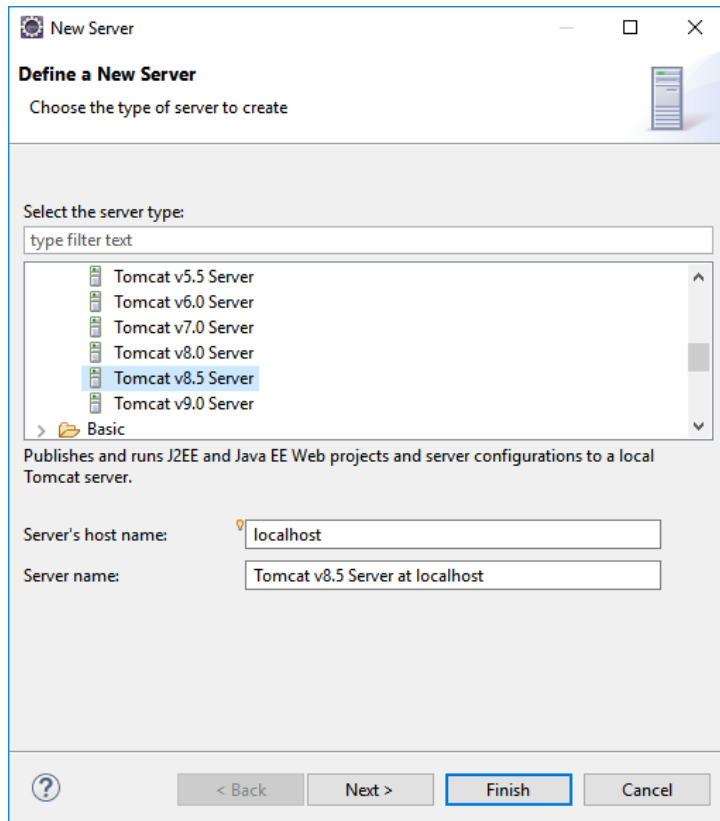 New Server
Define a New Server
Choose the type of server to create
Select the server type:
type filter text
Tomcat v5.5 Server
Tomcat v6.0 Server
Tomcat v7.0 Server
Tomcat v8.0 Server
Tomcat v8.5 Server
Tomcat v9.0 Server
Basic
Publishes and runs J2EE and Java EE Web projects and server configurations to a local
Tomcat server.
Server's host name: localhost
Server name: Tomcat v8.5 Server at localhost
? < Back Next > Finish Cancel